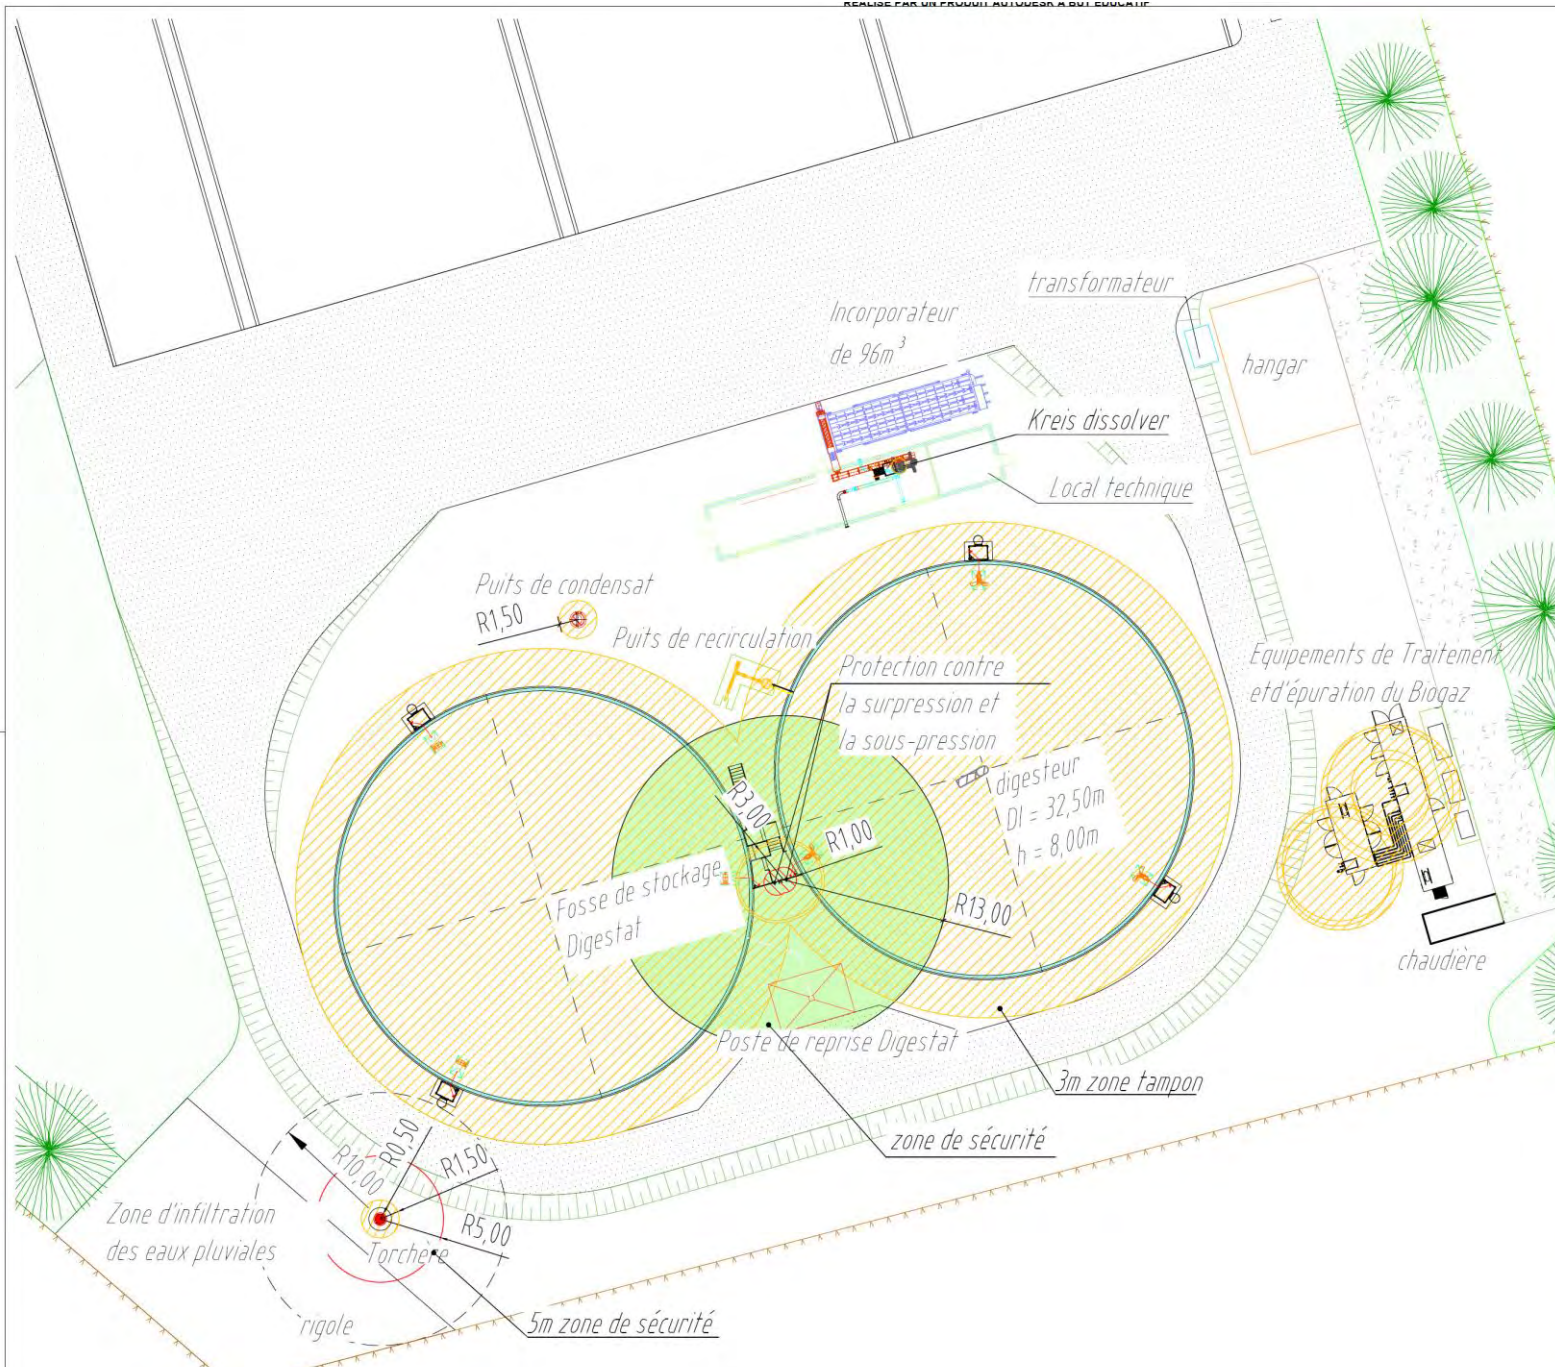 REALISE PAR UN PRODUIT AUTODESK A BUT EDUCATIF
transformateur
Incorporateur
de 96m³
hangar
Kreis dissolver
Local technique
Puits de condensat
R1,50
Puits de recirculation
Protection contre
la surpression et
la sous-pression
Equipements de Traitement
etd'épuration du Biogaz
digesteur
DI = 32,50m
h = 8,00m
R3,00
R1,00
Fosse de stockage
Digestat
R13,00
chaudière
Poste de reprise Digestat
3m zone tampon
zone de sécurité
R0,50
R10,00
R1,50
R5,00
Zone d'infiltration
des eaux pluviales
Torchère
rigole
5m zone de sécurité